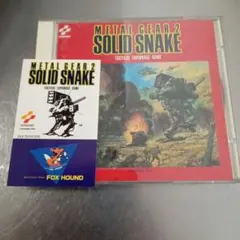 METAL GEAR 2
SOLID SNAKE
TACTICAL ESPIONAGE GAME
KONAMI
METAL GEAR 2
SOLID SNAKE
TACTICAL ESPIONAGE GAME
KONAMI
FOX HOUND